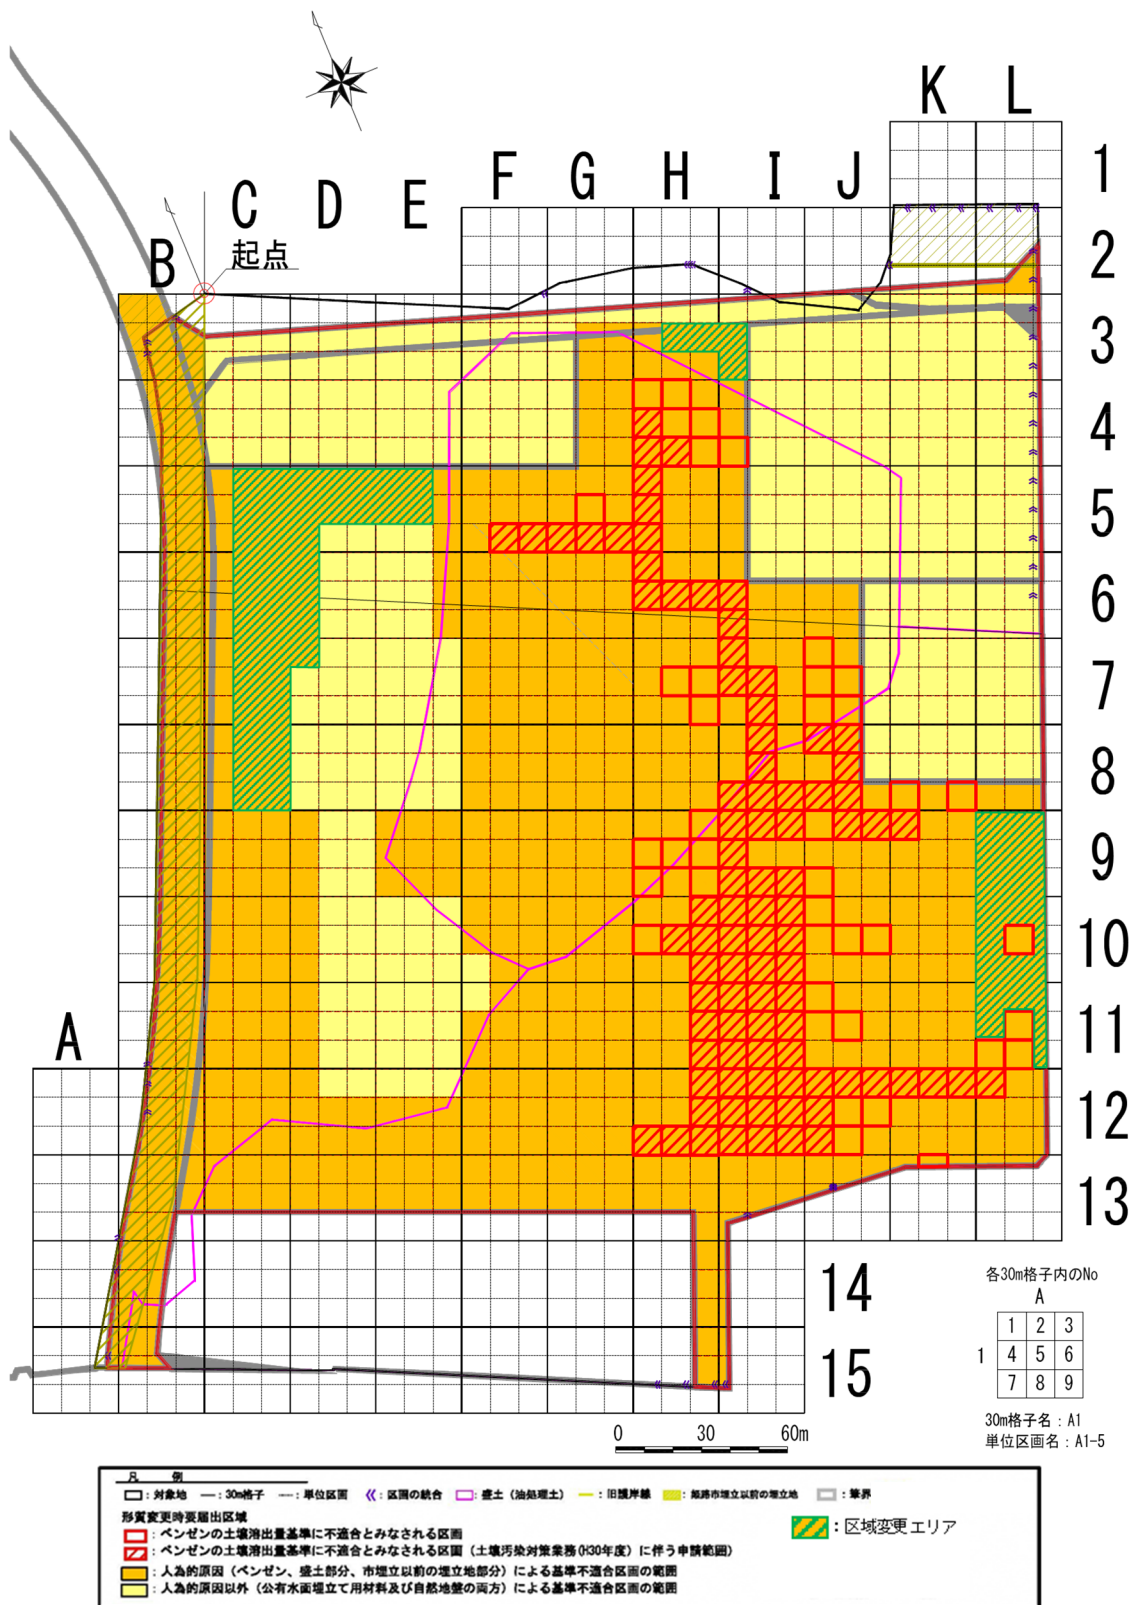 K L
1
F G H I J
C D E
2
B
起点
3
4
5
6
7
8
9
10
11
A
12
13
14
15
各30m格子内のNo
A
1 2 3
1 4 5 6
7 8 9
30m格子名：A1
単位区画名：A1-5
0 30 60m
凡 例
：対象地 ：30m格子 ：単位区画 ：区画の統合 ：盛土（油処理土） ：旧護岸線 ：姫路市埋立以前の埋立地 ：筆界
形質変更時要届出区域
：ベンゼンの土壌溶出量基準に不適合とみなされる区画
：区域変更エリア
：ベンゼンの土壌溶出量基準に不適合とみなされる区画（土壌汚染対策業務(H30年度）に伴う申請範囲）
：人為的原因（ベンゼン、盛土部分、市埋立以前の埋立地部分）による基準不適合区画の範囲
：人為的原因以外（公有水面埋立て用材料及び自然地盤の両方）による基準不適合区画の範囲